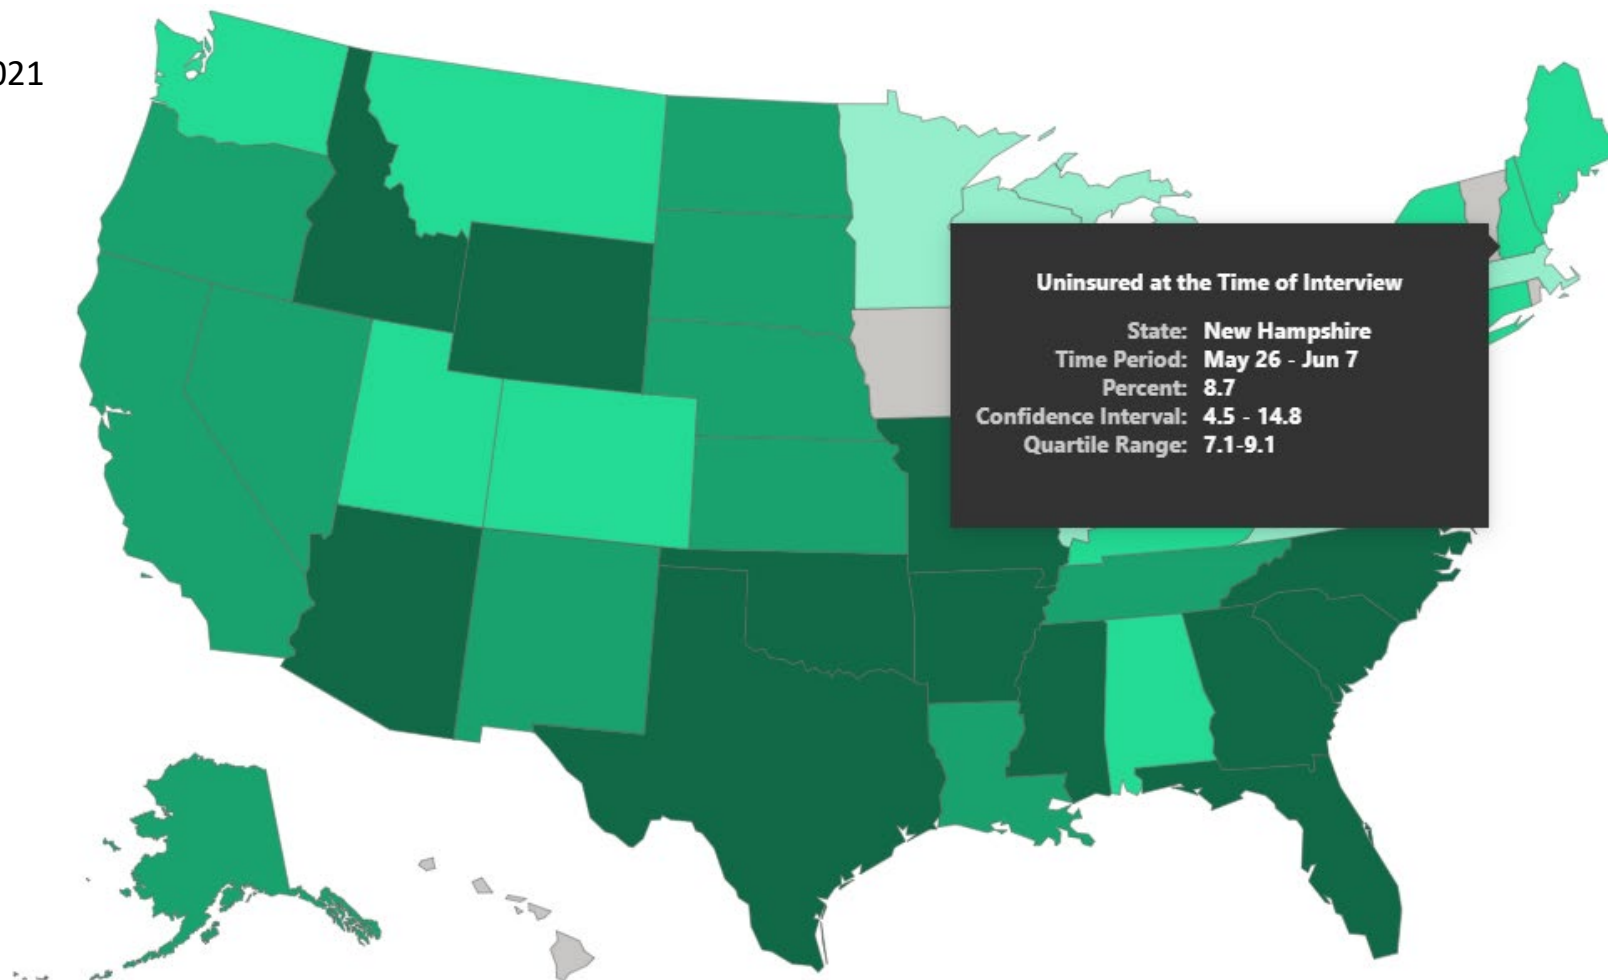 021
Uninsured at the Time of Interview
State: New Hampshire
Time Period: May 26 - Jun 7
Percent: 8.7
Confidence Interval: 4.5 - 14.8
Quartile Range: 7.1-9.1